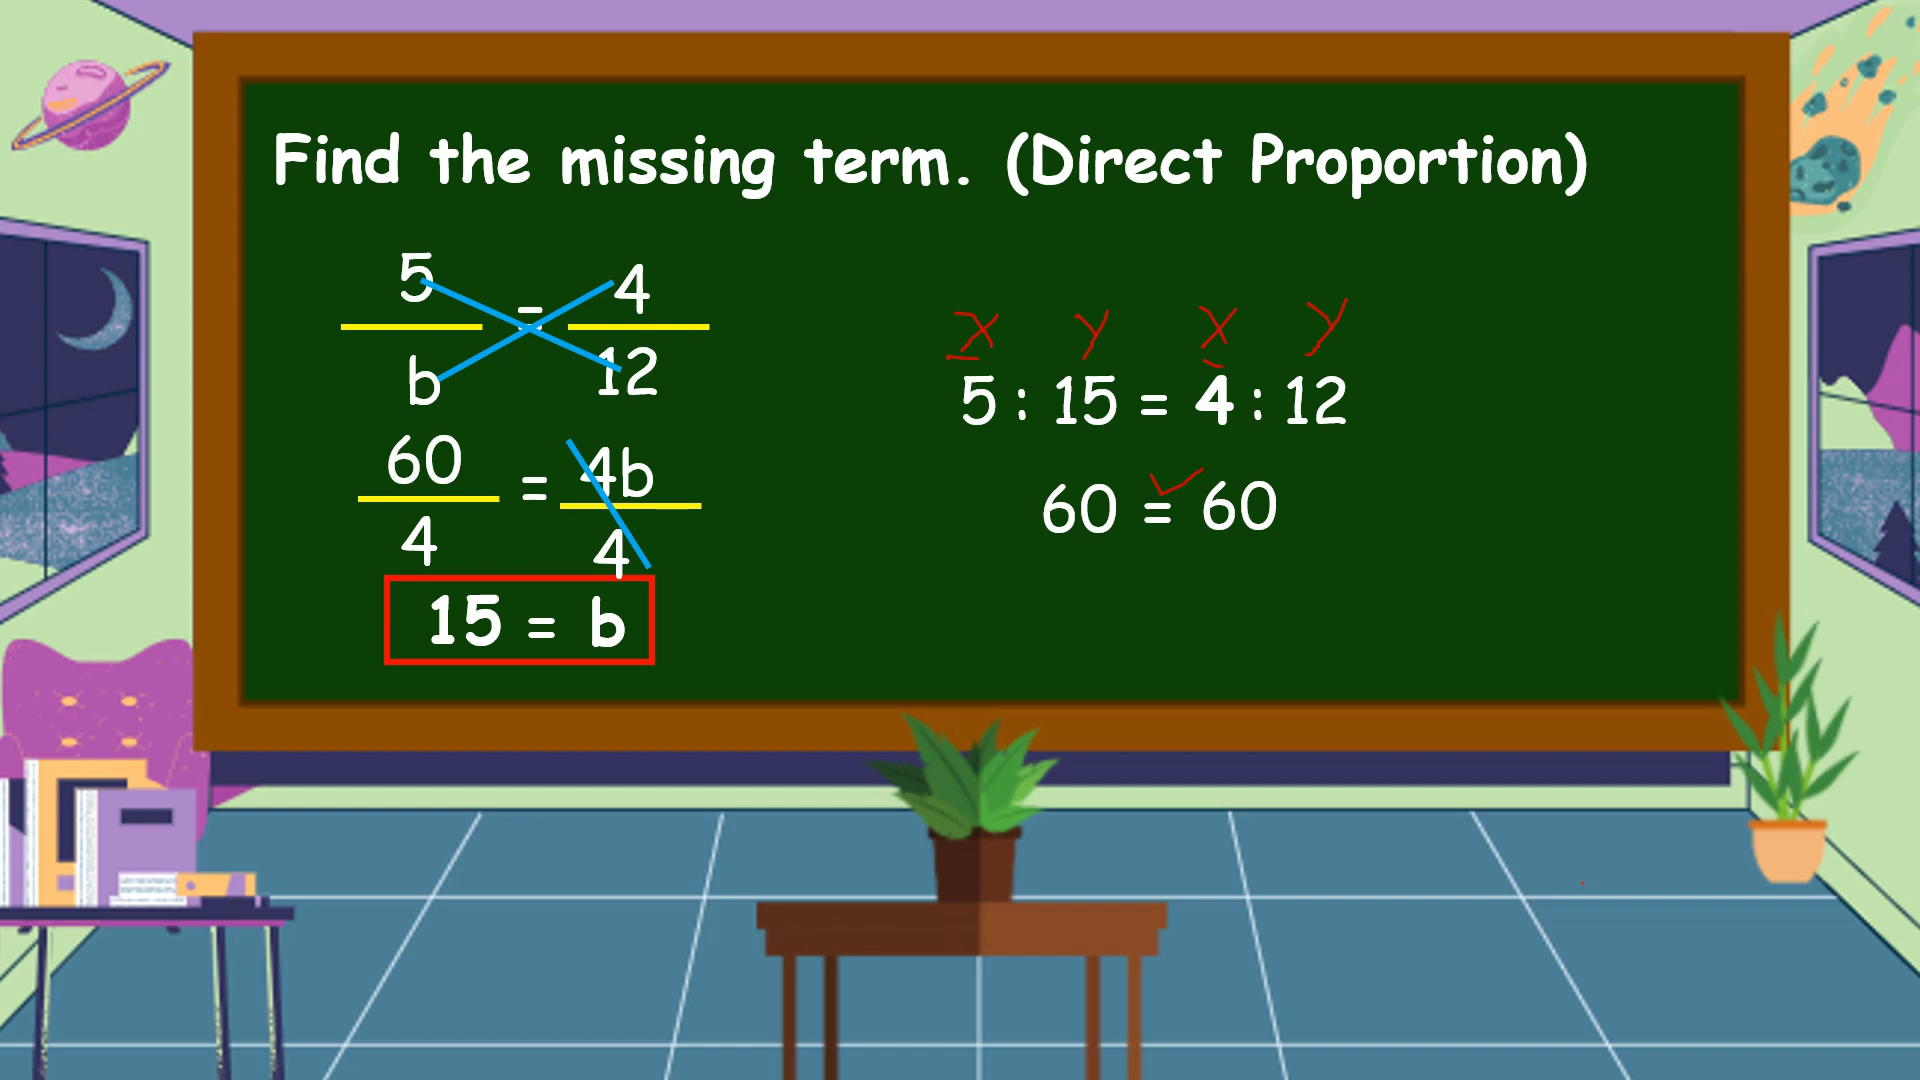 Find the missing term. (Direct Proportion)
5 = 4
b 12
60 = 4b
4 4
15 = b
x y x y
5 : 15 = 4 : 12
60 = 60